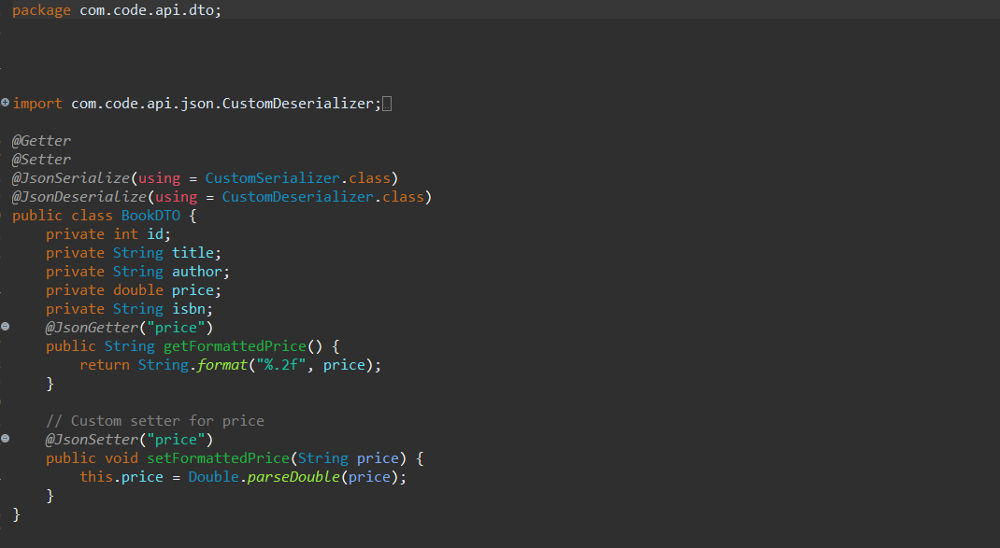 package com.code.api.dto;
import com.code.api.json.CustomDeserializer;
@Getter
@Setter
@JsonSerialize(using = CustomSerializer.class)
@JsonDeserialize(using = CustomDeserializer.class)
public class BookDTO {
    private int id;
    private String title;
    private String author;
    private double price;
    private String isbn;
    @JsonGetter("price")
    public String getFormattedPrice() {
        return String.format("%.2f", price);
    }
    // Custom setter for price
    @JsonSetter("price")
    public void setFormattedPrice(String price) {
        this.price = Double.parseDouble(price);
    }
}